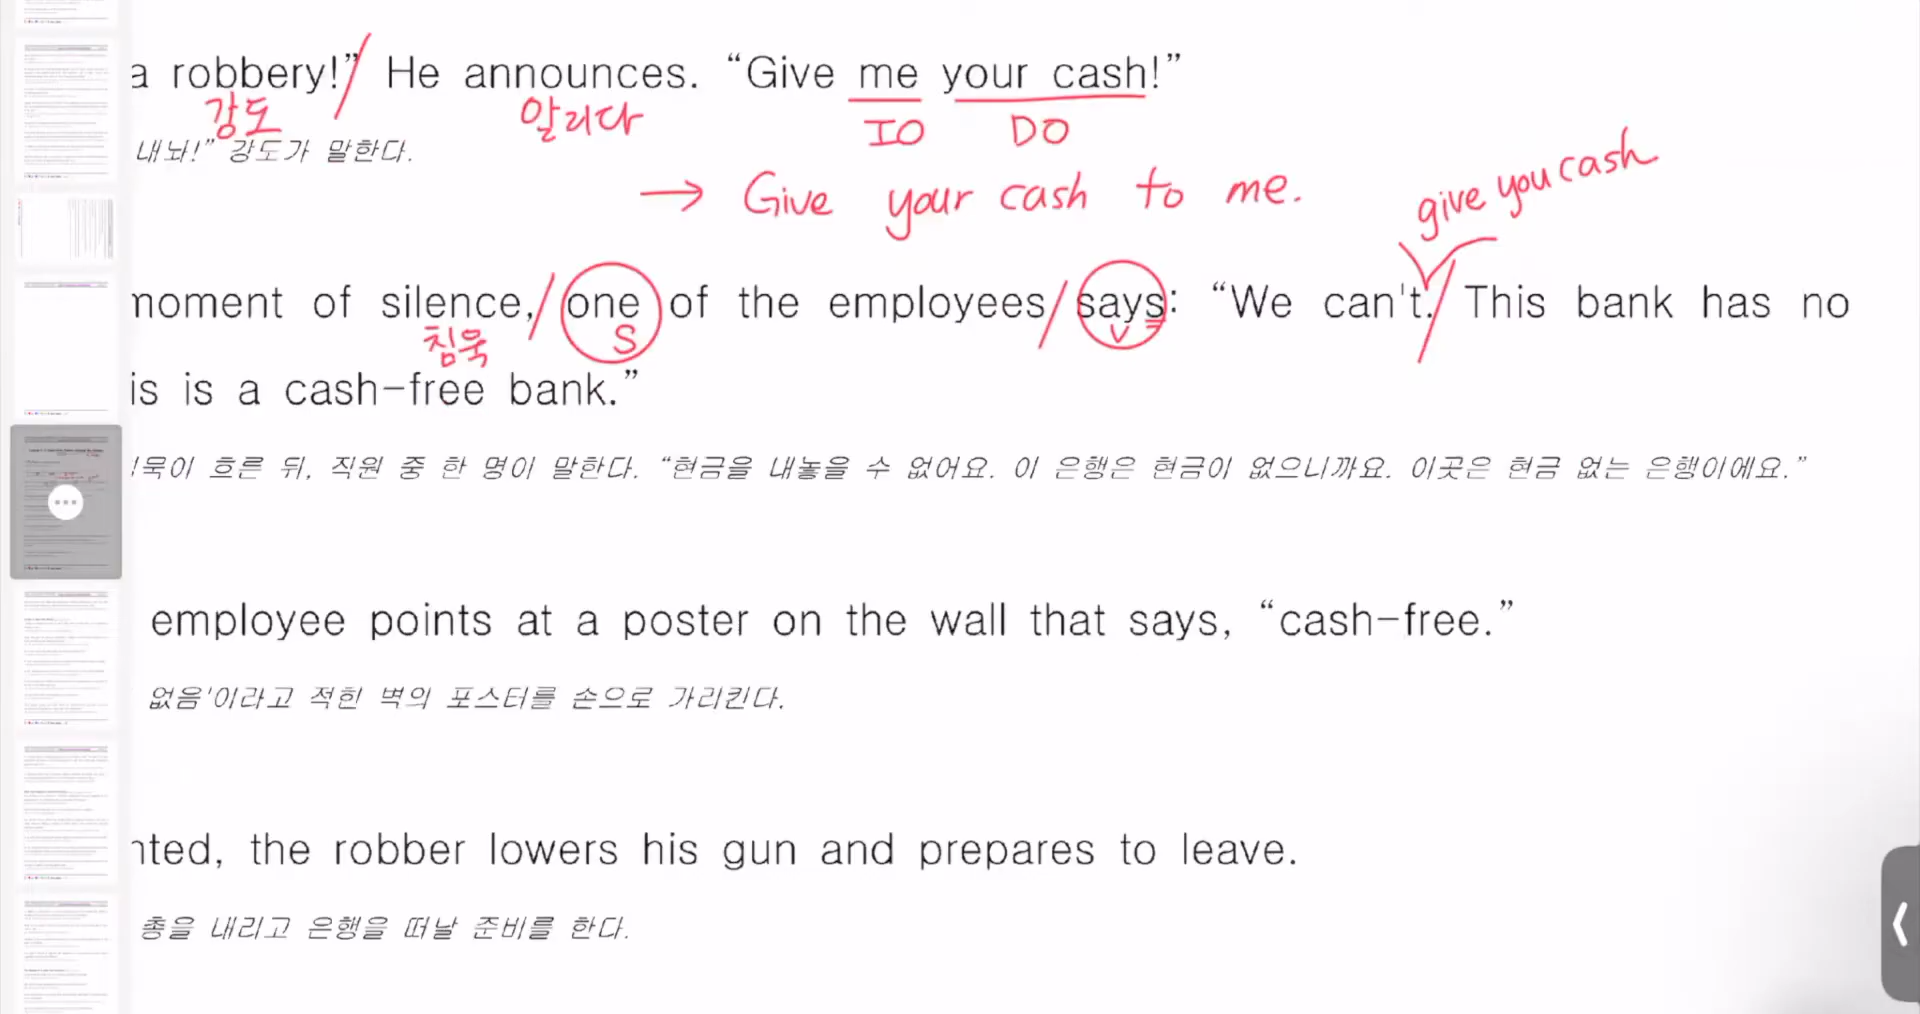 a robbery!” He announces. “Give me your cash!”
강도 알리다 IO DO
내놔!” 강도가 말한다.
→ Give your cash to me.
give you cash
moment of silence, one of the employees says: “We can't. This bank has no
침묵 S V
is is a cash-free bank.”
묵이 흐른 뒤, 직원 중 한 명이 말한다. “현금을 내놓을 수 없어요. 이 은행은 현금이 없으니까요. 이곳은 현금 없는 은행이에요.”
employee points at a poster on the wall that says, “cash-free.”
없음'이라고 적힌 벽의 포스터를 손으로 가리킨다.
nted, the robber lowers his gun and prepares to leave.
총을 내리고 은행을 떠날 준비를 한다.